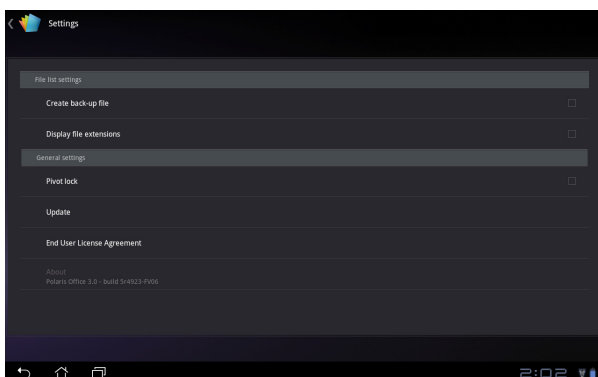 Settings
File list settings
Create back-up file
Display file extensions
General settings
Pivot lock
Update
End User License Agreement
About
Polaris Office 3.0 - build 5r4923-FV06
2:02